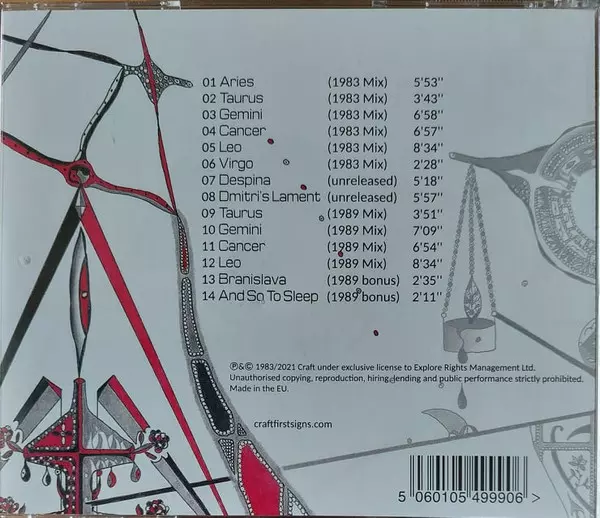 01 Aries (1983 Mix) 5'53''
02 Taurus (1983 Mix) 3'43''
03 Gemini (1983 Mix) 6'58''
04 Cancer (1983 Mix) 6'57''
05 Leo (1983 Mix) 8'34''
06 Virgo (1983 Mix) 2'28''
07 Despina (unreleased) 5'18''
08 Dmitri's Lament (unreleased) 5'57''
09 Taurus (1989 Mix) 3'51''
10 Gemini (1989 Mix) 7'09''
11 Cancer (1989 Mix) 6'54''
12 Leo (1989 Mix) 8'34''
13 Branislava (1989 bonus) 2'35''
14 And So To Sleep (1989 bonus) 2'11''
℗&© 1983/2021 Craft under exclusive license to Explore Rights Management Ltd.
Unauthorised copying, reproduction, hiring, lending and public performance strictly prohibited.
Made in the EU.
craftfirstsigns.com
5 060105 499906 >